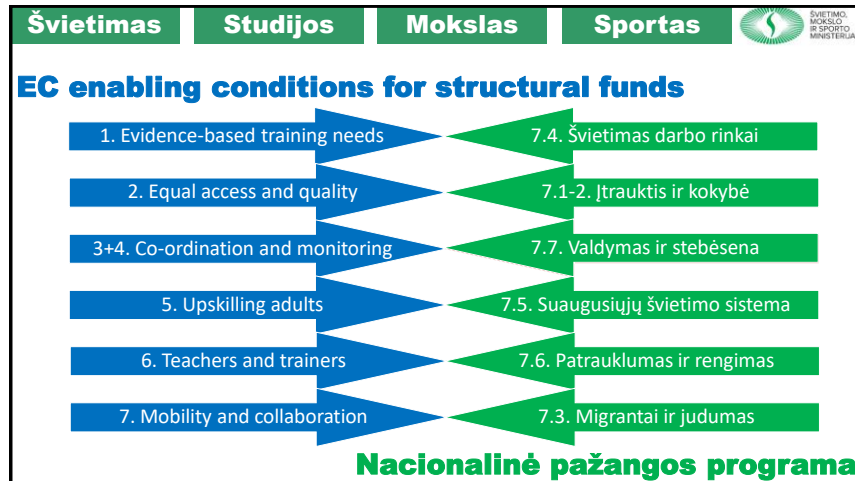 Švietimas Studijos Mokslas Sportas
ŠVIETIMO,
MOKSLO
IR SPORTO
MINISTERIJA
EC enabling conditions for structural funds
1. Evidence-based training needs 7.4. Švietimas darbo rinkai
2. Equal access and quality 7.1-2. Įtrauktis ir kokybė
3+4. Co-ordination and monitoring 7.7. Valdymas ir stebėsena
5. Upskilling adults 7.5. Suaugusiųjų švietimo sistema
6. Teachers and trainers 7.6. Patrauklumas ir rengimas
7. Mobility and collaboration 7.3. Migrantai ir judumas
Nacionalinė pažangos programa